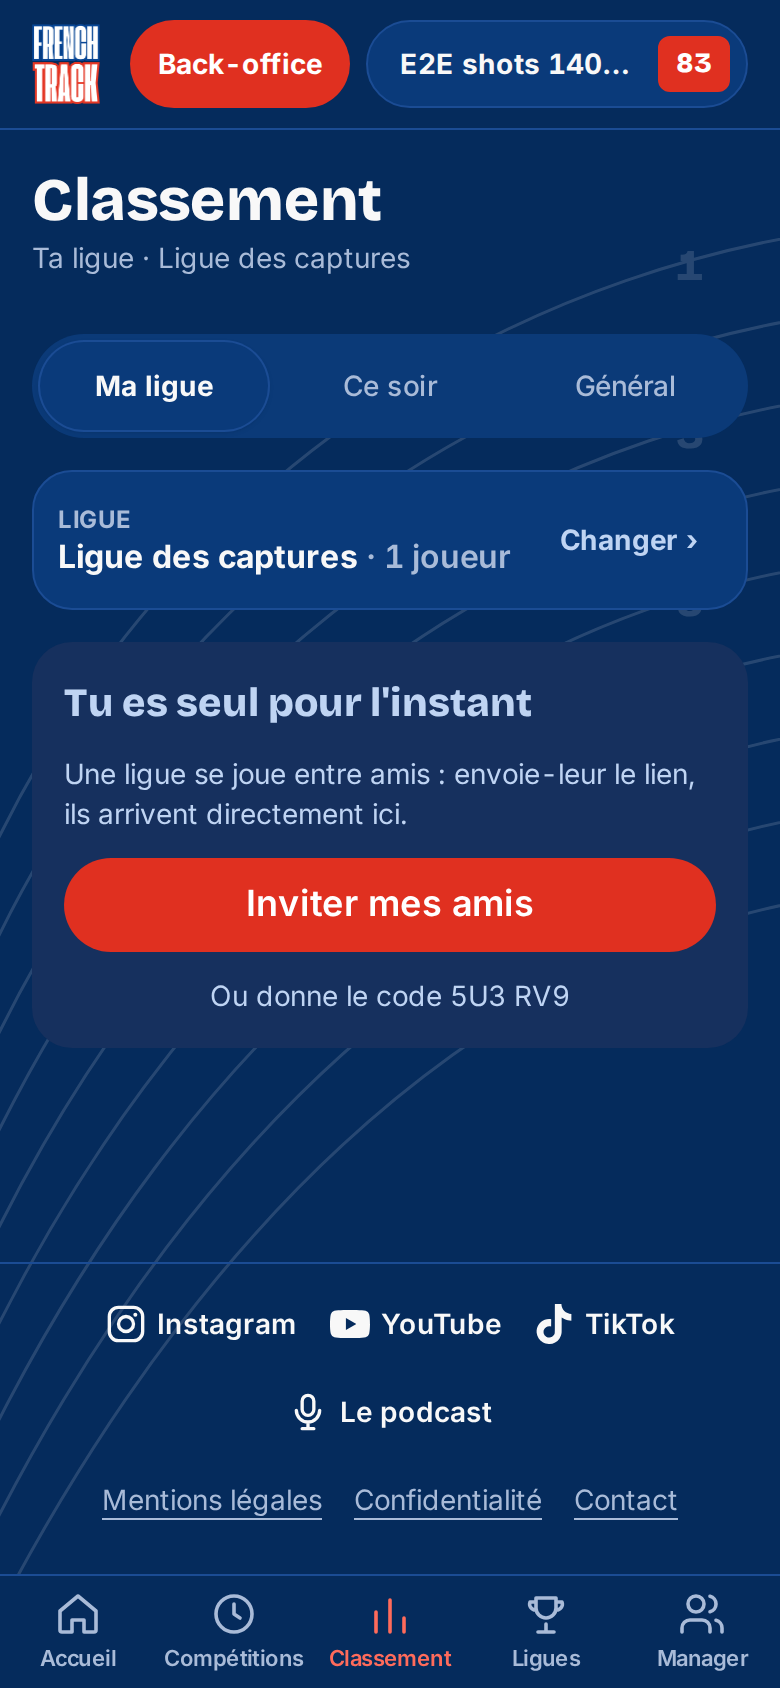 FRENCH
TRACK
Back-office
E2E shots 140...
83
Classement
Ta ligue · Ligue des captures
1
Ma ligue
Ce soir
Général
LIGUE
Ligue des captures · 1 joueur
Changer ›
Tu es seul pour l'instant
Une ligue se joue entre amis : envoie-leur le lien,
ils arrivent directement ici.
Inviter mes amis
Ou donne le code 5U3 RV9
Instagram
YouTube
TikTok
Le podcast
Mentions légales
Confidentialité
Contact
Accueil
Compétitions
Classement
Ligues
Manager